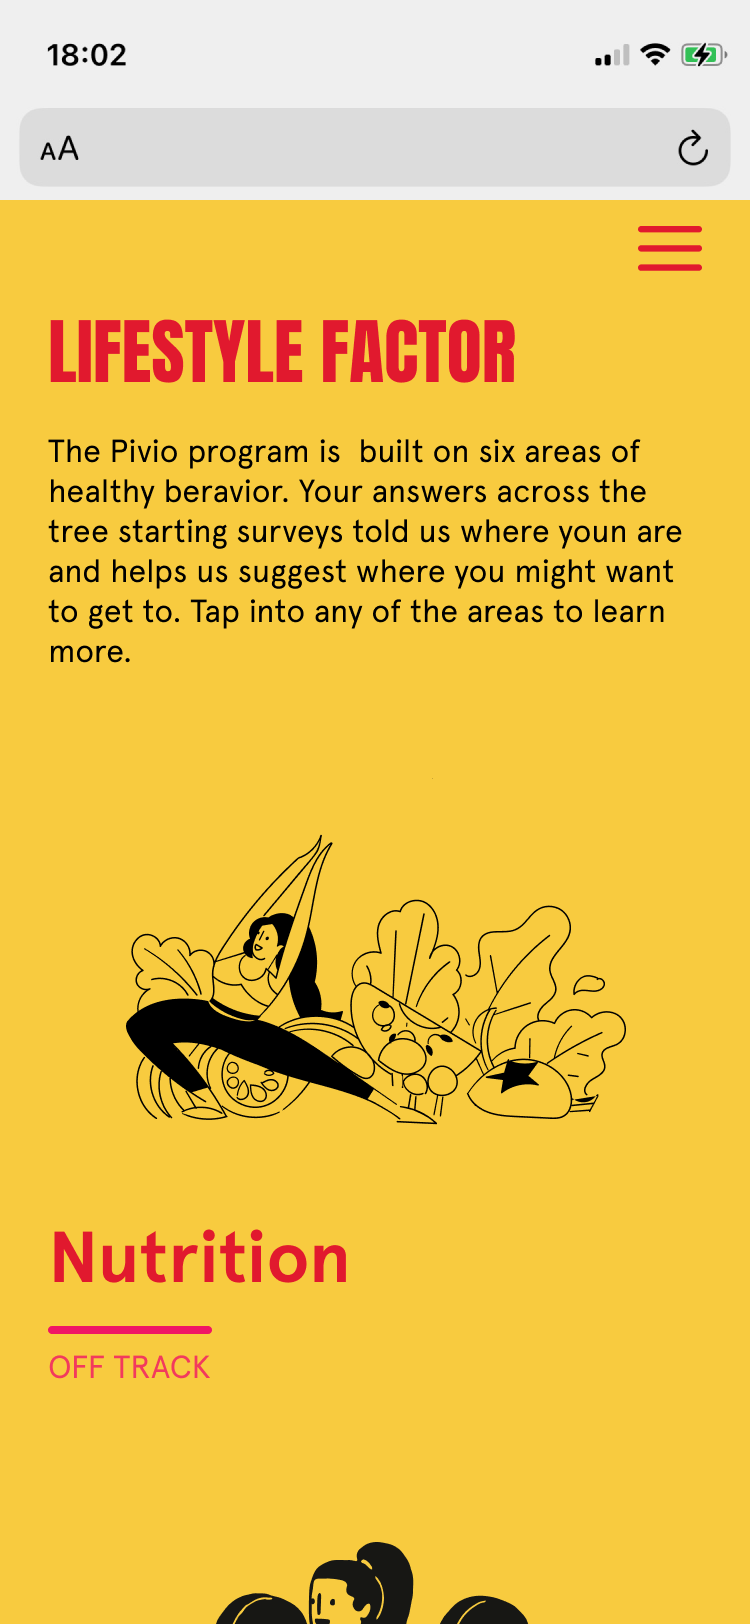 18:02
AA
LIFESTYLE FACTOR
The Pivio program is  built on six areas of
healthy beravior. Your answers across the
tree starting surveys told us where youn are
and helps us suggest where you might want
to get to. Tap into any of the areas to learn
more.
Nutrition
OFF TRACK